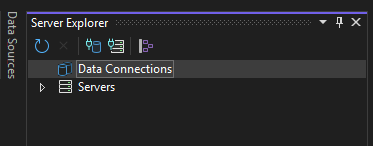 Data Sources
Server Explorer
Data Connections
Servers